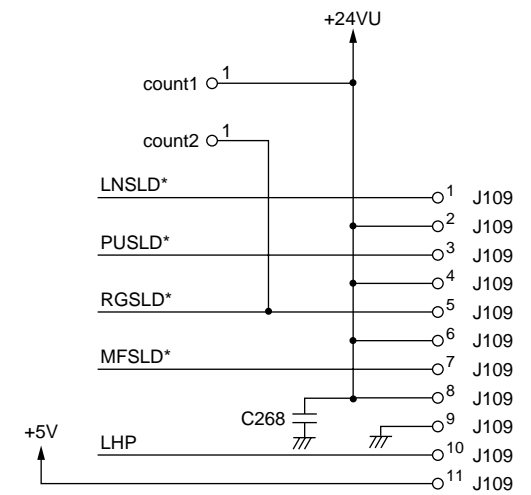 +24VU
count1 1
count2 1
LNSLD* 1 J109
2 J109
PUSLD* 3 J109
4 J109
RGSLD* 5 J109
6 J109
MFSLD* 7 J109
8 J109
C268 9 J109
+5V LHP 10 J109
11 J109